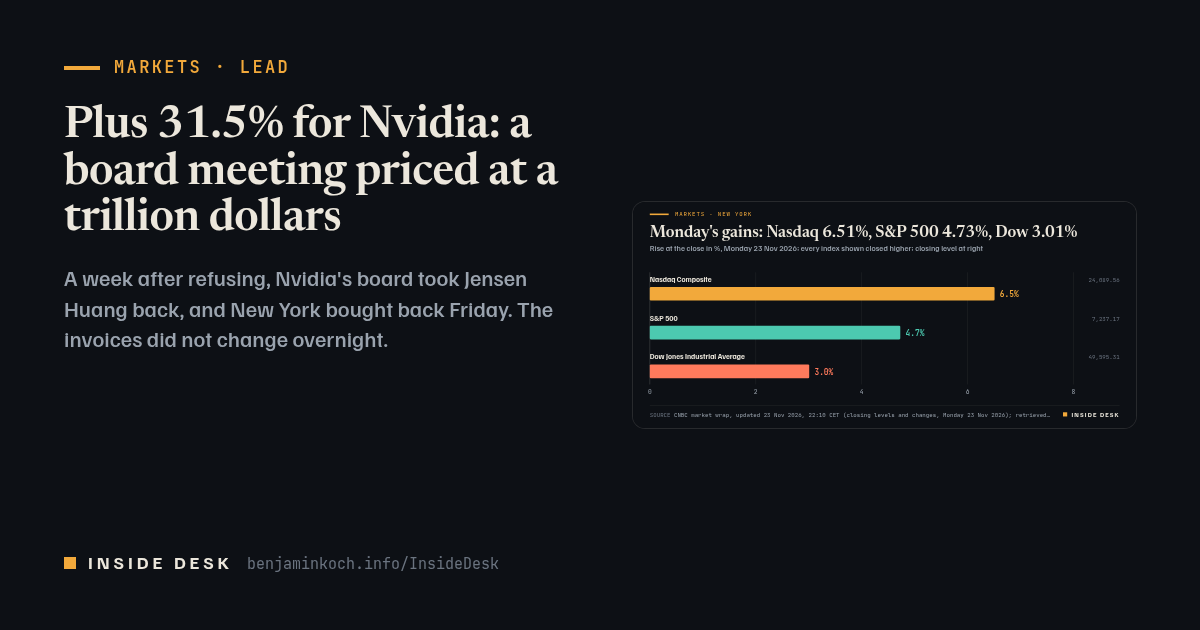 MARKETS · LEAD
Plus 31.5% for Nvidia: a
board meeting priced at a
trillion dollars
A week after refusing, Nvidia's board took Jensen
Huang back, and New York bought back Friday. The
invoices did not change overnight.
MARKETS · NEW YORK
Monday's gains: Nasdaq 6.51%, S&P 500 4.73%, Dow 3.01%
Rise at the close in %, Monday 23 Nov 2026; every index shown closed higher; closing level at right
Nasdaq Composite
6.5%
S&P 500
7,237.17
4.7%
Dow Jones Industrial Average
3.0%
0 2 4 6 8
SOURCE CNBC market wrap, updated 23 Nov 2026, 22:10 CET (closing levels and changes, Monday 23 Nov 2026); retrieved…
INSIDE DESK
INSIDE DESK benjaminkoch.info/InsideDesk